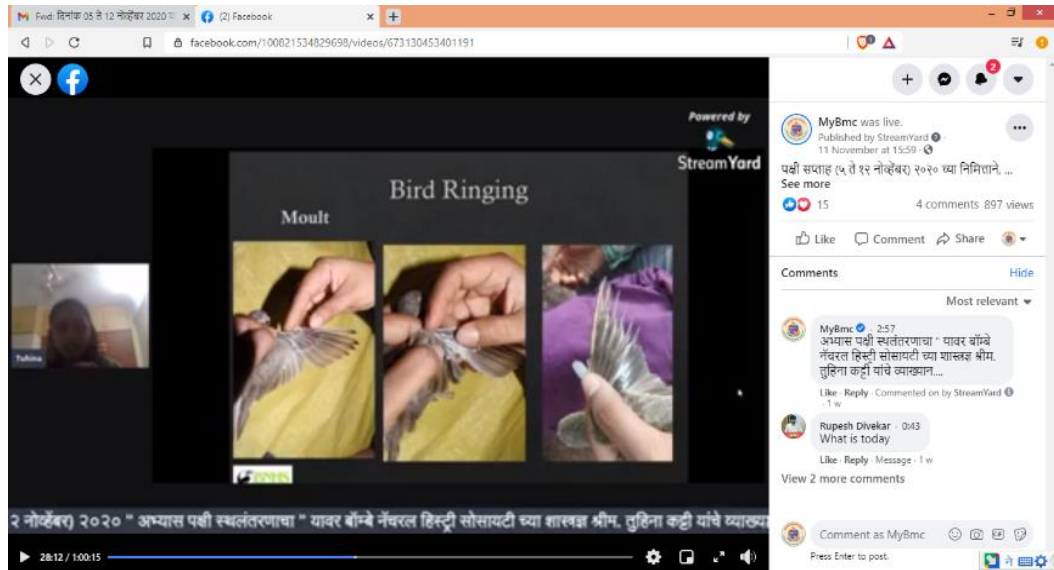 Fwd: दिनांक 05 ते 12 नोव्हेंबर 2020
(2) Facebook
facebook.com/100821534829698/videos/673130453401191
2
Powered by
StreamYard
Bird Ringing
Moult
Tuhina
BNHS
२ नोव्हेंबर) २०२० " अभ्यास पक्षी स्थलंतरणाचा " यावर बॉम्बे नॅचरल हिस्ट्री सोसायटी च्या शास्त्रज्ञ श्रीम. तुहिना कट्टी यांचे व्याख्या
28:12 / 1:00:15
MyBmc was live.
Published by StreamYard
11 November at 15:59 ·
पक्षी सप्ताह (५ ते १२ नोव्हेंबर) २०२० च्या निमित्ताने, ...
See more
15
4 comments 897 views
Like Comment Share
Comments
Hide
Most relevant
MyBmc · 2:57
अभ्यास पक्षी स्थलंतरणाचा " यावर बॉम्बे
नॅचरल हिस्ट्री सोसायटी च्या शास्त्रज्ञ श्रीम.
तुहिना कट्टी यांचे व्याख्यान....
Like · Reply · Commented on by StreamYard
· 1 w
Rupesh Divekar · 0:43
What is today
Like · Reply · Message · 1 w
View 2 more comments
Comment as MyBmc
GIF
Press Enter to post.